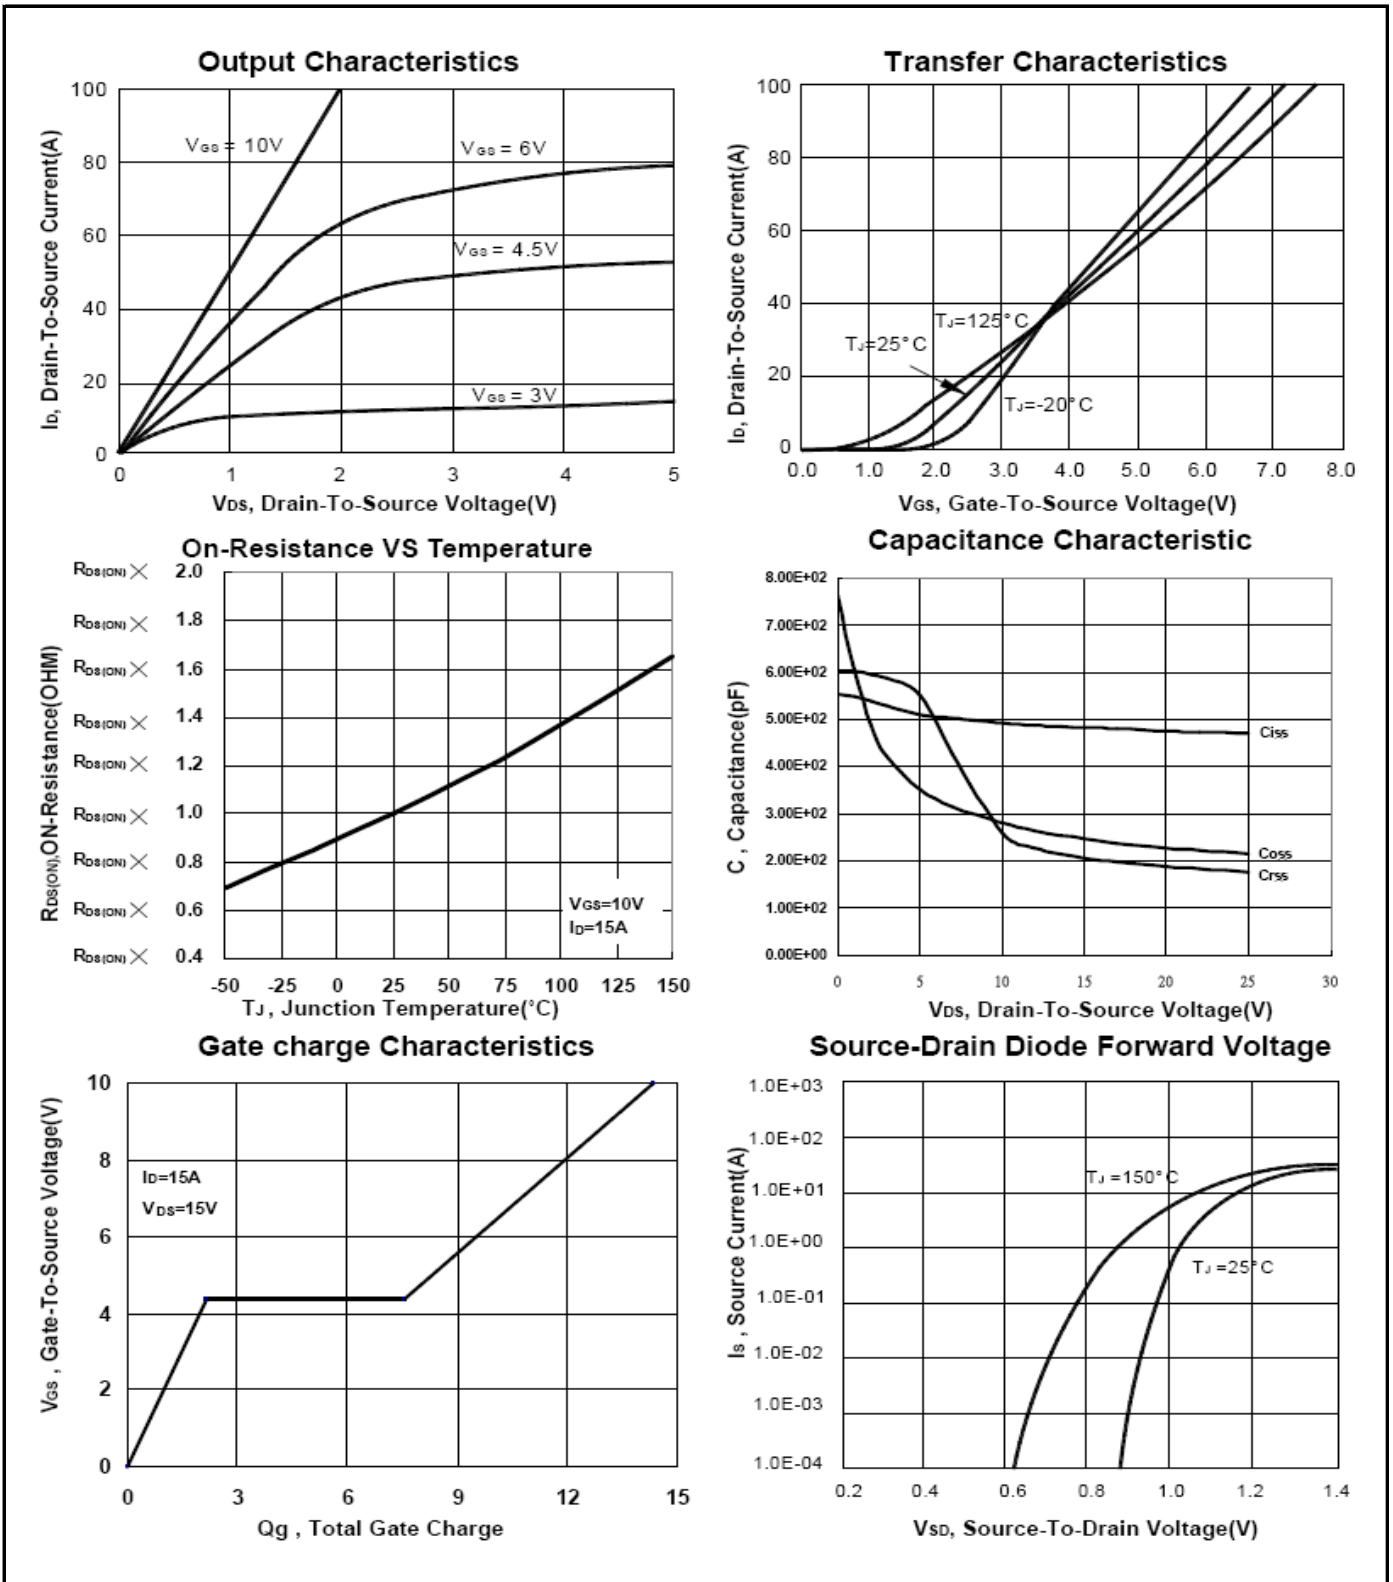 Output Characteristics
ID, Drain-To-Source Current(A)
100
80
60
40
20
0
VGS = 10V
VGS = 6V
VGS = 4.5V
VGS = 3V
0 1 2 3 4 5
VDS, Drain-To-Source Voltage(V)
Transfer Characteristics
ID, Drain-To-Source Current(A)
100
80
60
40
20
0
TJ=125°C
TJ=25°C
TJ=-20°C
0.0 1.0 2.0 3.0 4.0 5.0 6.0 7.0 8.0
VGS, Gate-To-Source Voltage(V)
On-Resistance VS Temperature
RDS(ON),ON-Resistance(OHM)
RDS(ON) × 2.0
RDS(ON) × 1.8
RDS(ON) × 1.6
RDS(ON) × 1.4
RDS(ON) × 1.2
RDS(ON) × 1.0
RDS(ON) × 0.8
RDS(ON) × 0.6
RDS(ON) × 0.4
VGS=10V
ID=15A
-50 -25 0 25 50 75 100 125 150
TJ , Junction Temperature(°C)
Capacitance Characteristic
C , Capacitance(pF)
8.00E+02
7.00E+02
6.00E+02
5.00E+02
4.00E+02
3.00E+02
2.00E+02
1.00E+02
0.00E+00
Ciss
Coss
Crss
0 5 10 15 20 25 30
VDS, Drain-To-Source Voltage(V)
Gate charge Characteristics
VGS , Gate-To-Source Voltage(V)
10
8
6
4
2
0
ID=15A
VDS=15V
0 3 6 9 12 15
Qg , Total Gate Charge
Source-Drain Diode Forward Voltage
IS , Source Current(A)
1.0E+03
1.0E+02
1.0E+01
1.0E+00
1.0E-01
1.0E-02
1.0E-03
1.0E-04
TJ =150°C
TJ =25°C
0.2 0.4 0.6 0.8 1.0 1.2 1.4
VSD, Source-To-Drain Voltage(V)